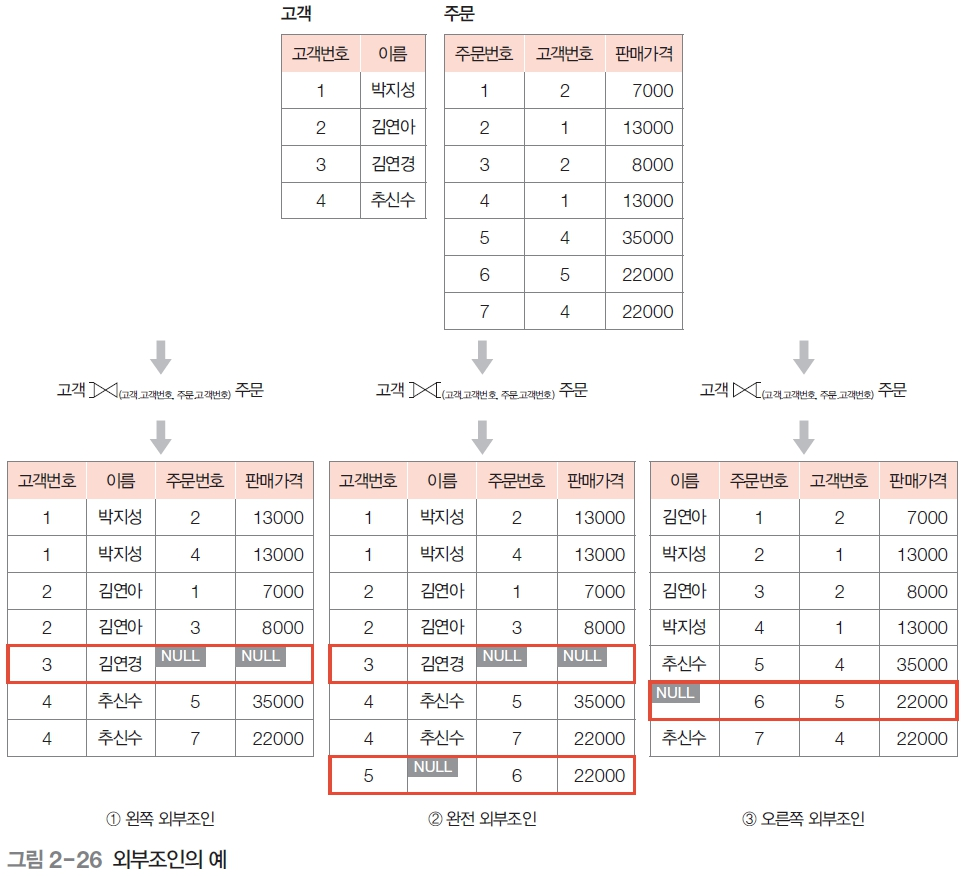 고객 주문
고객번호 이름 주문번호 고객번호 판매가격
1 박지성 1 2 7000
2 김연아 2 1 13000
3 김연경 3 2 8000
4 추신수 4 1 13000
5 4 35000
6 5 22000
7 4 22000
고객 ⟕(고객.고객번호, 주문.고객번호) 주문 고객 ⟗(고객.고객번호, 주문.고객번호) 주문 고객 ⟖(고객.고객번호, 주문.고객번호) 주문
고객번호 이름 주문번호 판매가격 고객번호 이름 주문번호 판매가격 이름 주문번호 고객번호 판매가격
1 박지성 2 13000 1 박지성 2 13000 김연아 1 2 7000
1 박지성 4 13000 1 박지성 4 13000 박지성 2 1 13000
2 김연아 1 7000 2 김연아 1 7000 김연아 3 2 8000
2 김연아 3 8000 2 김연아 3 8000 박지성 4 1 13000
3 김연경 NULL NULL 3 김연경 NULL NULL 추신수 5 4 35000
4 추신수 5 35000 4 추신수 5 35000 NULL 6 5 22000
4 추신수 7 22000 4 추신수 7 22000 추신수 7 4 22000
5 NULL 6 22000
① 왼쪽 외부조인 ② 완전 외부조인 ③ 오른쪽 외부조인
그림 2-26 외부조인의 예